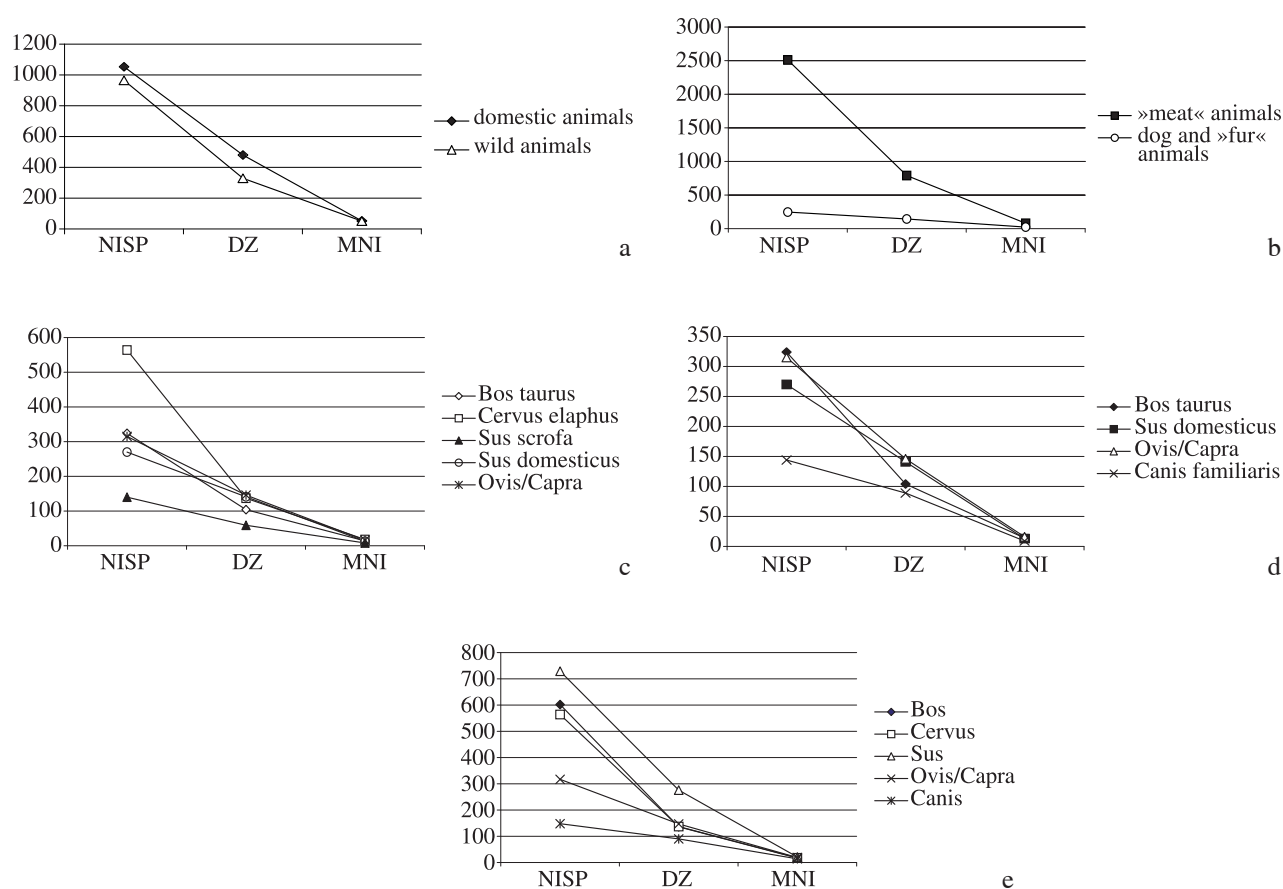 1200
1000
800
600
400
200
0
NISP DZ MNI
domestic animals
wild animals
a
3000
2500
2000
1500
1000
500
0
NISP DZ MNI
»meat« animals
dog and »fur«
animals
b
600
500
400
300
200
100
0
NISP DZ MNI
Bos taurus
Cervus elaphus
Sus scrofa
Sus domesticus
Ovis/Capra
c
350
300
250
200
150
100
50
0
NISP DZ MNI
Bos taurus
Sus domesticus
Ovis/Capra
Canis familiaris
d
800
700
600
500
400
300
200
100
0
NISP DZ MNI
Bos
Cervus
Sus
Ovis/Capra
Canis
e